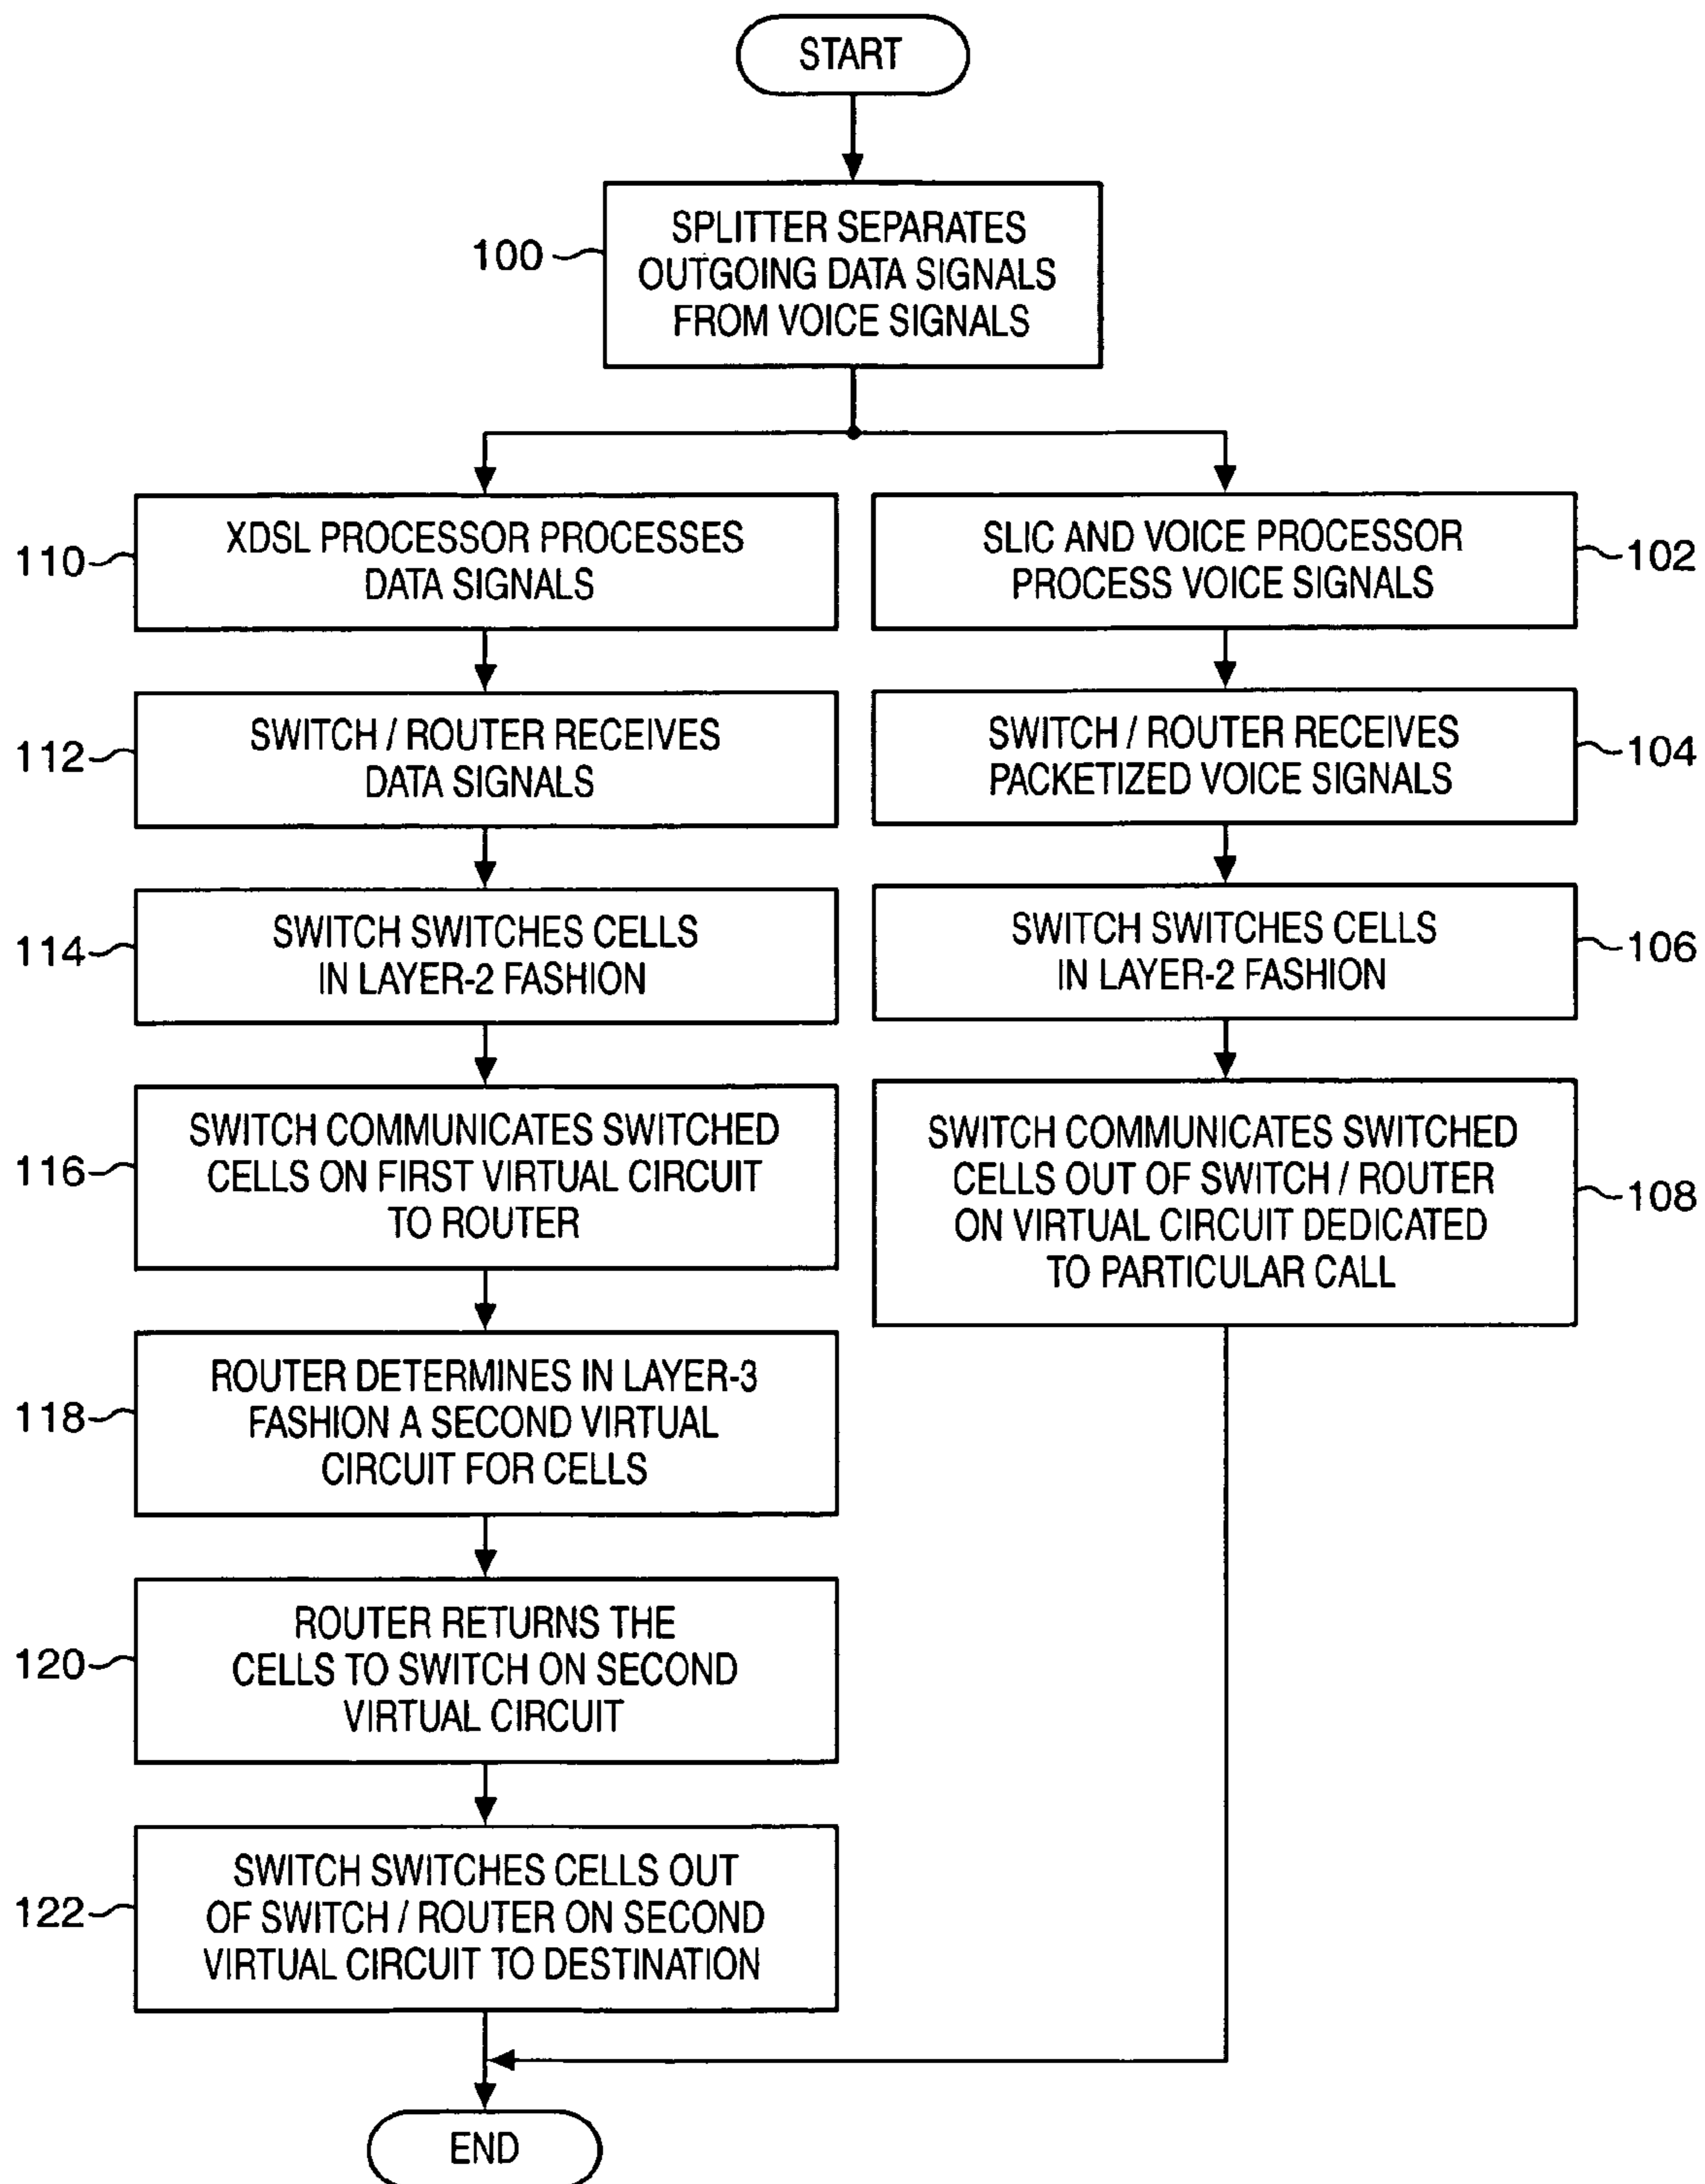 START
100
SPLITTER SEPARATES
OUTGOING DATA SIGNALS
FROM VOICE SIGNALS
110
XDSL PROCESSOR PROCESSES
DATA SIGNALS
SLIC AND VOICE PROCESSOR
PROCESS VOICE SIGNALS
102
112
SWITCH / ROUTER RECEIVES
DATA SIGNALS
SWITCH / ROUTER RECEIVES
PACKETIZED VOICE SIGNALS
104
114
SWITCH SWITCHES CELLS
IN LAYER-2 FASHION
SWITCH SWITCHES CELLS
IN LAYER-2 FASHION
106
116
SWITCH COMMUNICATES SWITCHED
CELLS ON FIRST VIRTUAL CIRCUIT
TO ROUTER
SWITCH COMMUNICATES SWITCHED
CELLS OUT OF SWITCH / ROUTER
ON VIRTUAL CIRCUIT DEDICATED
TO PARTICULAR CALL
108
118
ROUTER DETERMINES IN LAYER-3
FASHION A SECOND VIRTUAL
CIRCUIT FOR CELLS
120
ROUTER RETURNS THE
CELLS TO SWITCH ON SECOND
VIRTUAL CIRCUIT
122
SWITCH SWITCHES CELLS OUT
OF SWITCH / ROUTER ON SECOND
VIRTUAL CIRCUIT TO DESTINATION
END